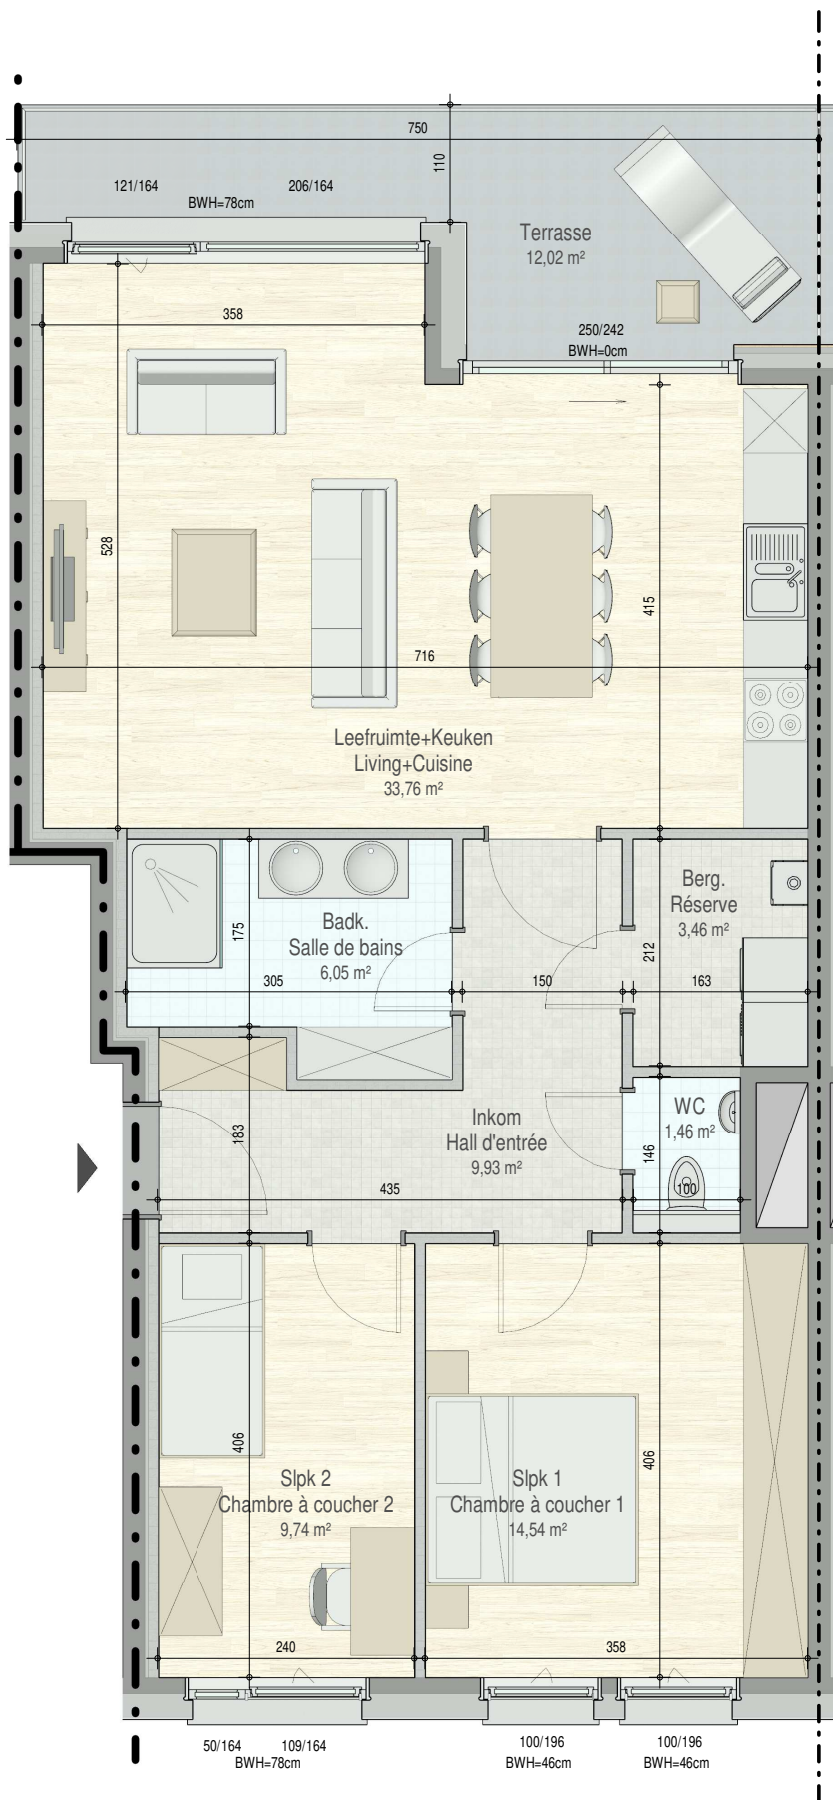 750
110
121/164
206/164
BWH=78cm
Terrasse
12,02 m²
358
250/242
BWH=0cm
528
415
716
Leefruimte+Keuken
Living+Cuisine
33,76 m²
175
Badk.
Salle de bains
6,05 m²
Berg.
Réserve
3,46 m²
212
305
150
163
183
Inkom
Hall d'entrée
9,93 m²
WC
1,46 m²
146
435
100
406
406
Slpk 2
Chambre à coucher 2
9,74 m²
Slpk 1
Chambre à coucher 1
14,54 m²
240
358
50/164
109/164
BWH=78cm
100/196
BWH=46cm
100/196
BWH=46cm